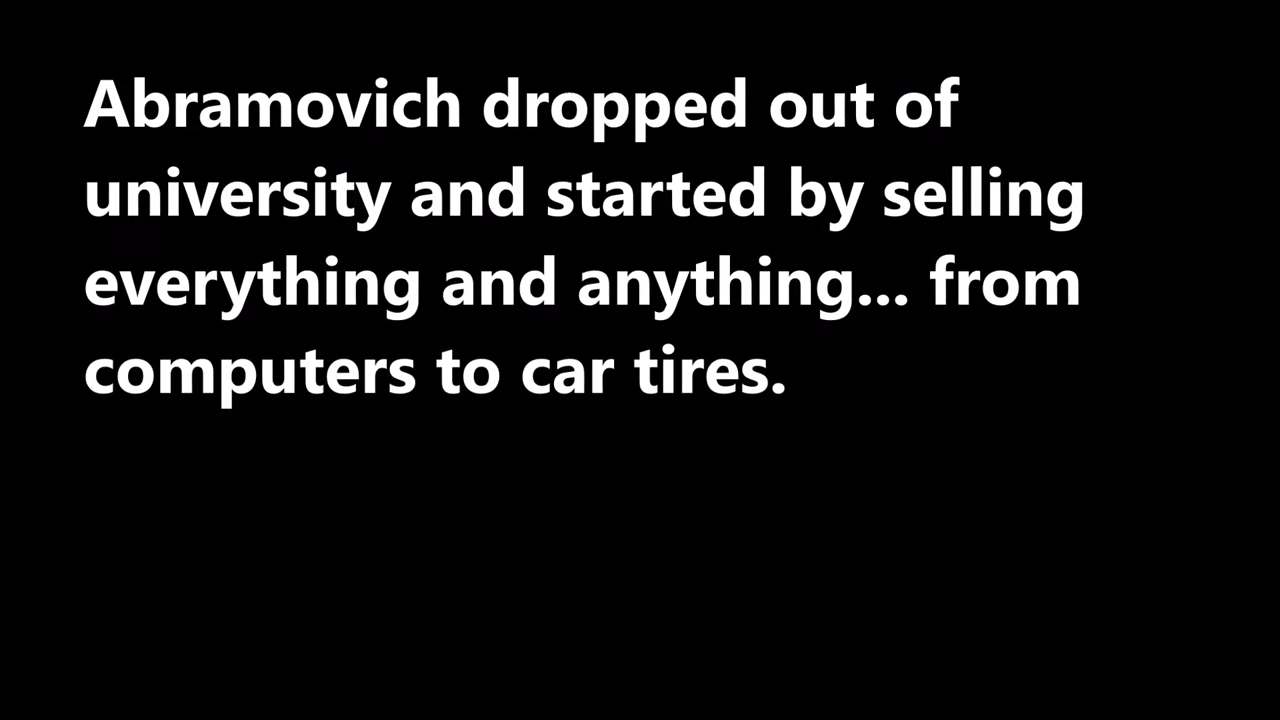 Abramovich dropped out of
university and started by selling
everything and anything... from
computers to car tires.